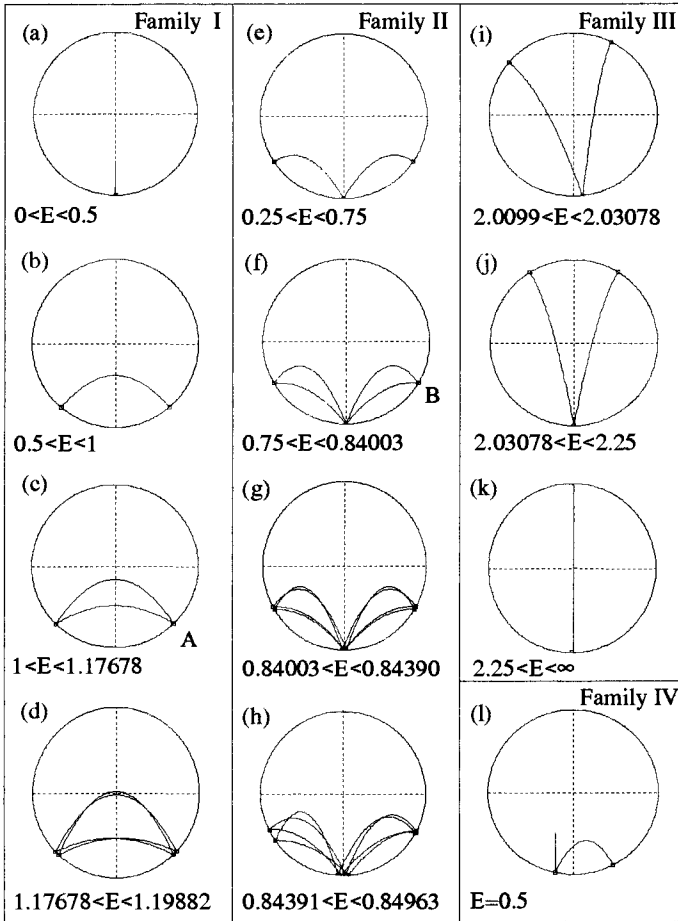 Family I
(a)
0<E<0.5
(b)
0.5<E<1
(c)
A
1<E<1.17678
(d)
1.17678<E<1.19882
Family II
(e)
0.25<E<0.75
(f)
B
0.75<E<0.84003
(g)
0.84003<E<0.84390
(h)
0.84391<E<0.84963
Family III
(i)
2.0099<E<2.03078
(j)
2.03078<E<2.25
(k)
2.25<E<∞
Family IV
(l)
E=0.5